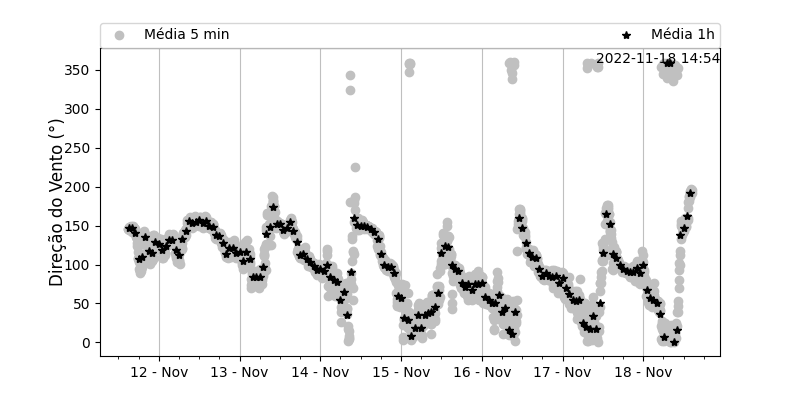 Média 5 min
Média 1h
2022-11-18 14:54
Direção do Vento (°)
350
300
250
200
150
100
50
0
12 - Nov
13 - Nov
14 - Nov
15 - Nov
16 - Nov
17 - Nov
18 - Nov